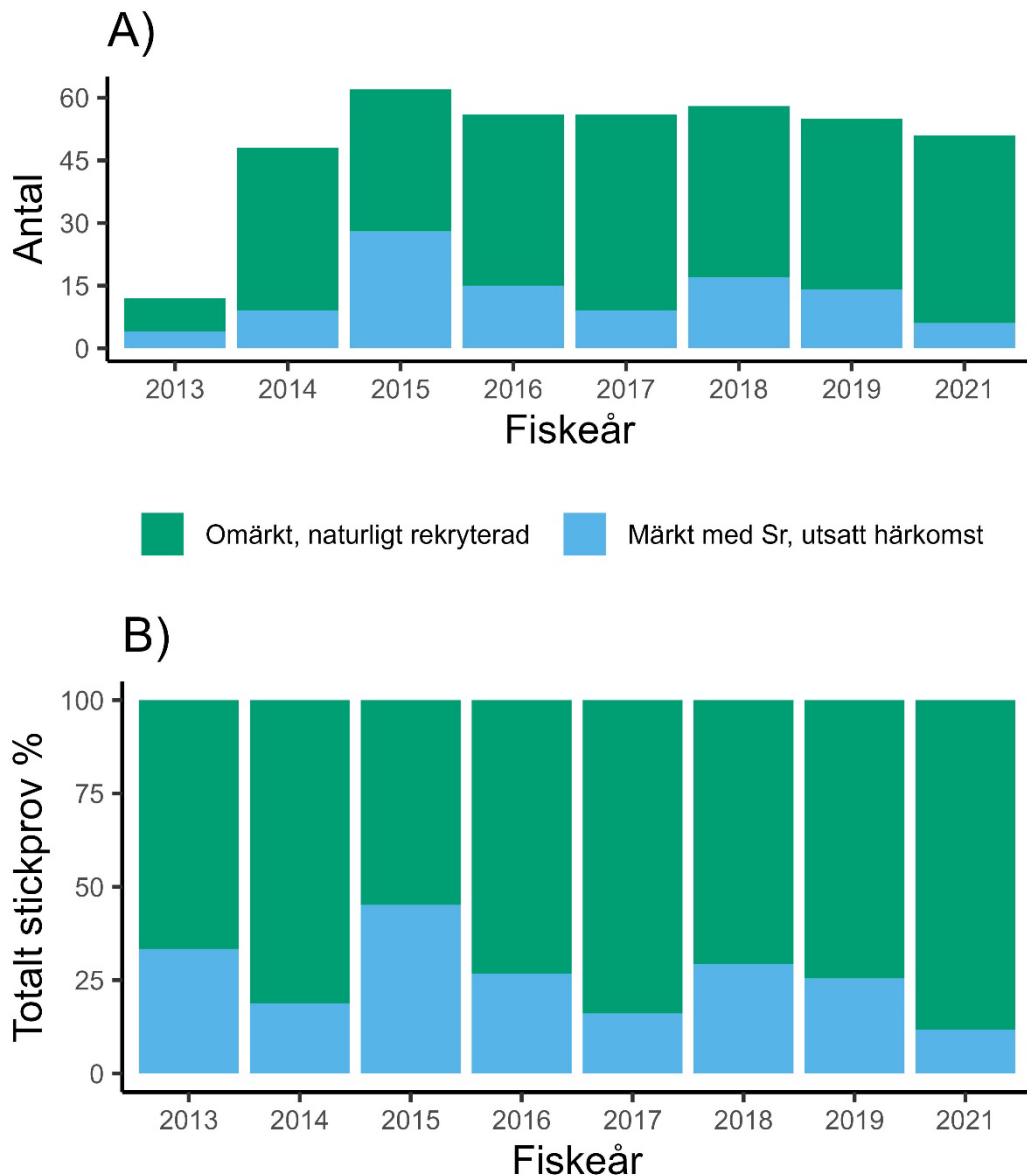 A)
60
45
30
15
0
Antal
2013 2014 2015 2016 2017 2018 2019 2021
Fiskeår
Omärkt, naturligt rekryterad Märkt med Sr, utsatt härkomst
B)
100
75
50
25
0
Totalt stickprov %
2013 2014 2015 2016 2017 2018 2019 2021
Fiskeår